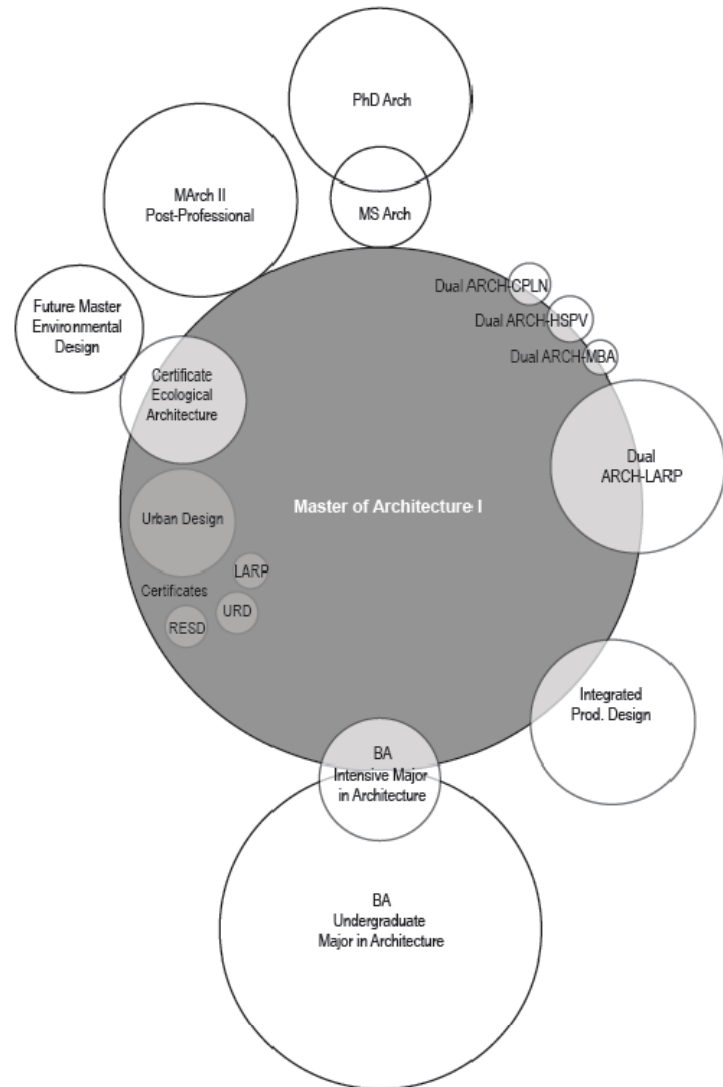 PhD Arch
MArch II
Post-Professional
MS Arch
Dual ARCH-CPLN
Future Master
Environmental
Design
Dual ARCH-HSPV
Dual ARCH-MBA
Certificate
Ecological
Architecture
Dual
ARCH-LARP
Master of Architecture I
Urban Design
LARP
Certificates
URD
RESD
Integrated
Prod. Design
BA
Intensive Major
in Architecture
BA
Undergraduate
Major in Architecture